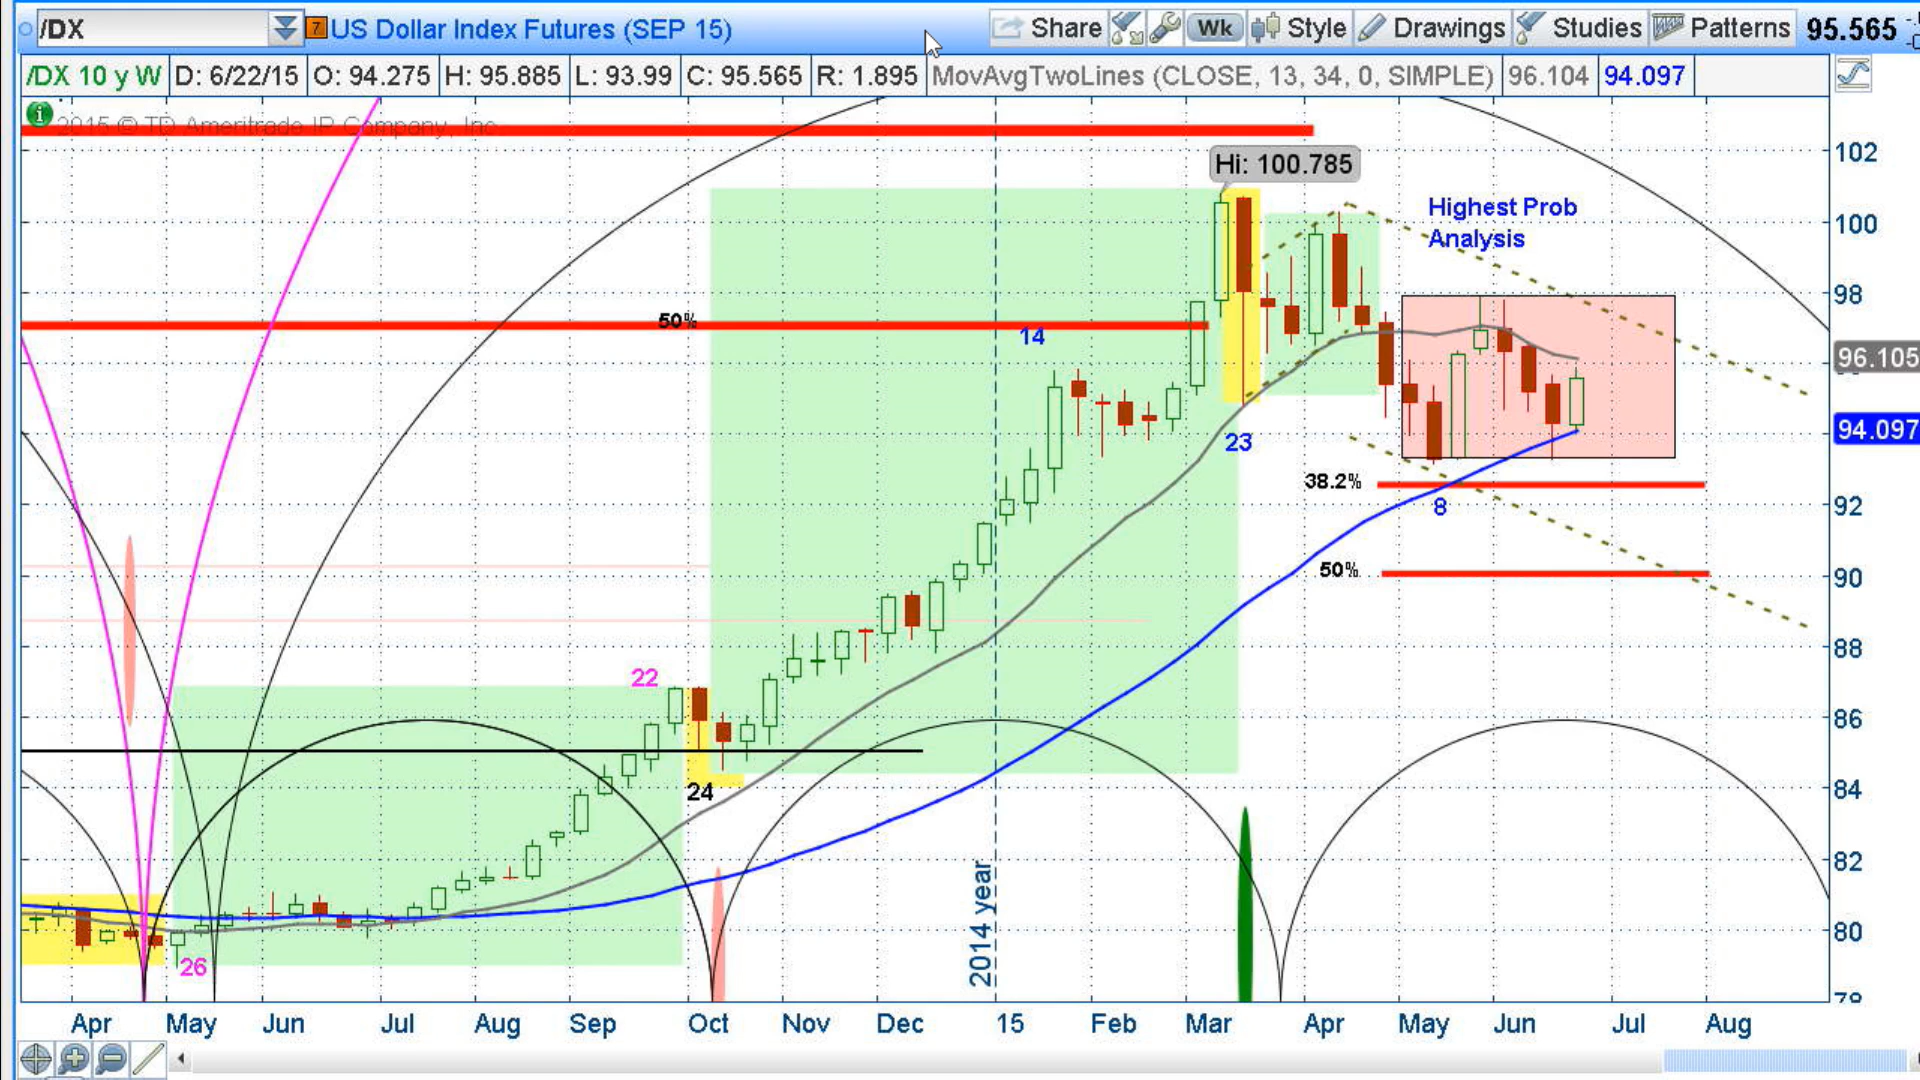 /DX
7
US Dollar Index Futures (SEP 15)
Share
Wk
Style
Drawings
Studies
Patterns
95.565
/DX 10 y W
D: 6/22/15
O: 94.275
H: 95.885
L: 93.99
C: 95.565
R: 1.895
MovAvgTwoLines (CLOSE, 13, 34, 0, SIMPLE)
96.104
94.097
2015 © TD Ameritrade IP Company, Inc.
Hi: 100.785
Highest Prob
Analysis
50%
14
23
38.2%
8
50%
22
24
26
2014 year
102
100
98
96.105
94.097
92
90
88
86
84
82
80
78
Apr
May
Jun
Jul
Aug
Sep
Oct
Nov
Dec
15
Feb
Mar
Apr
May
Jun
Jul
Aug